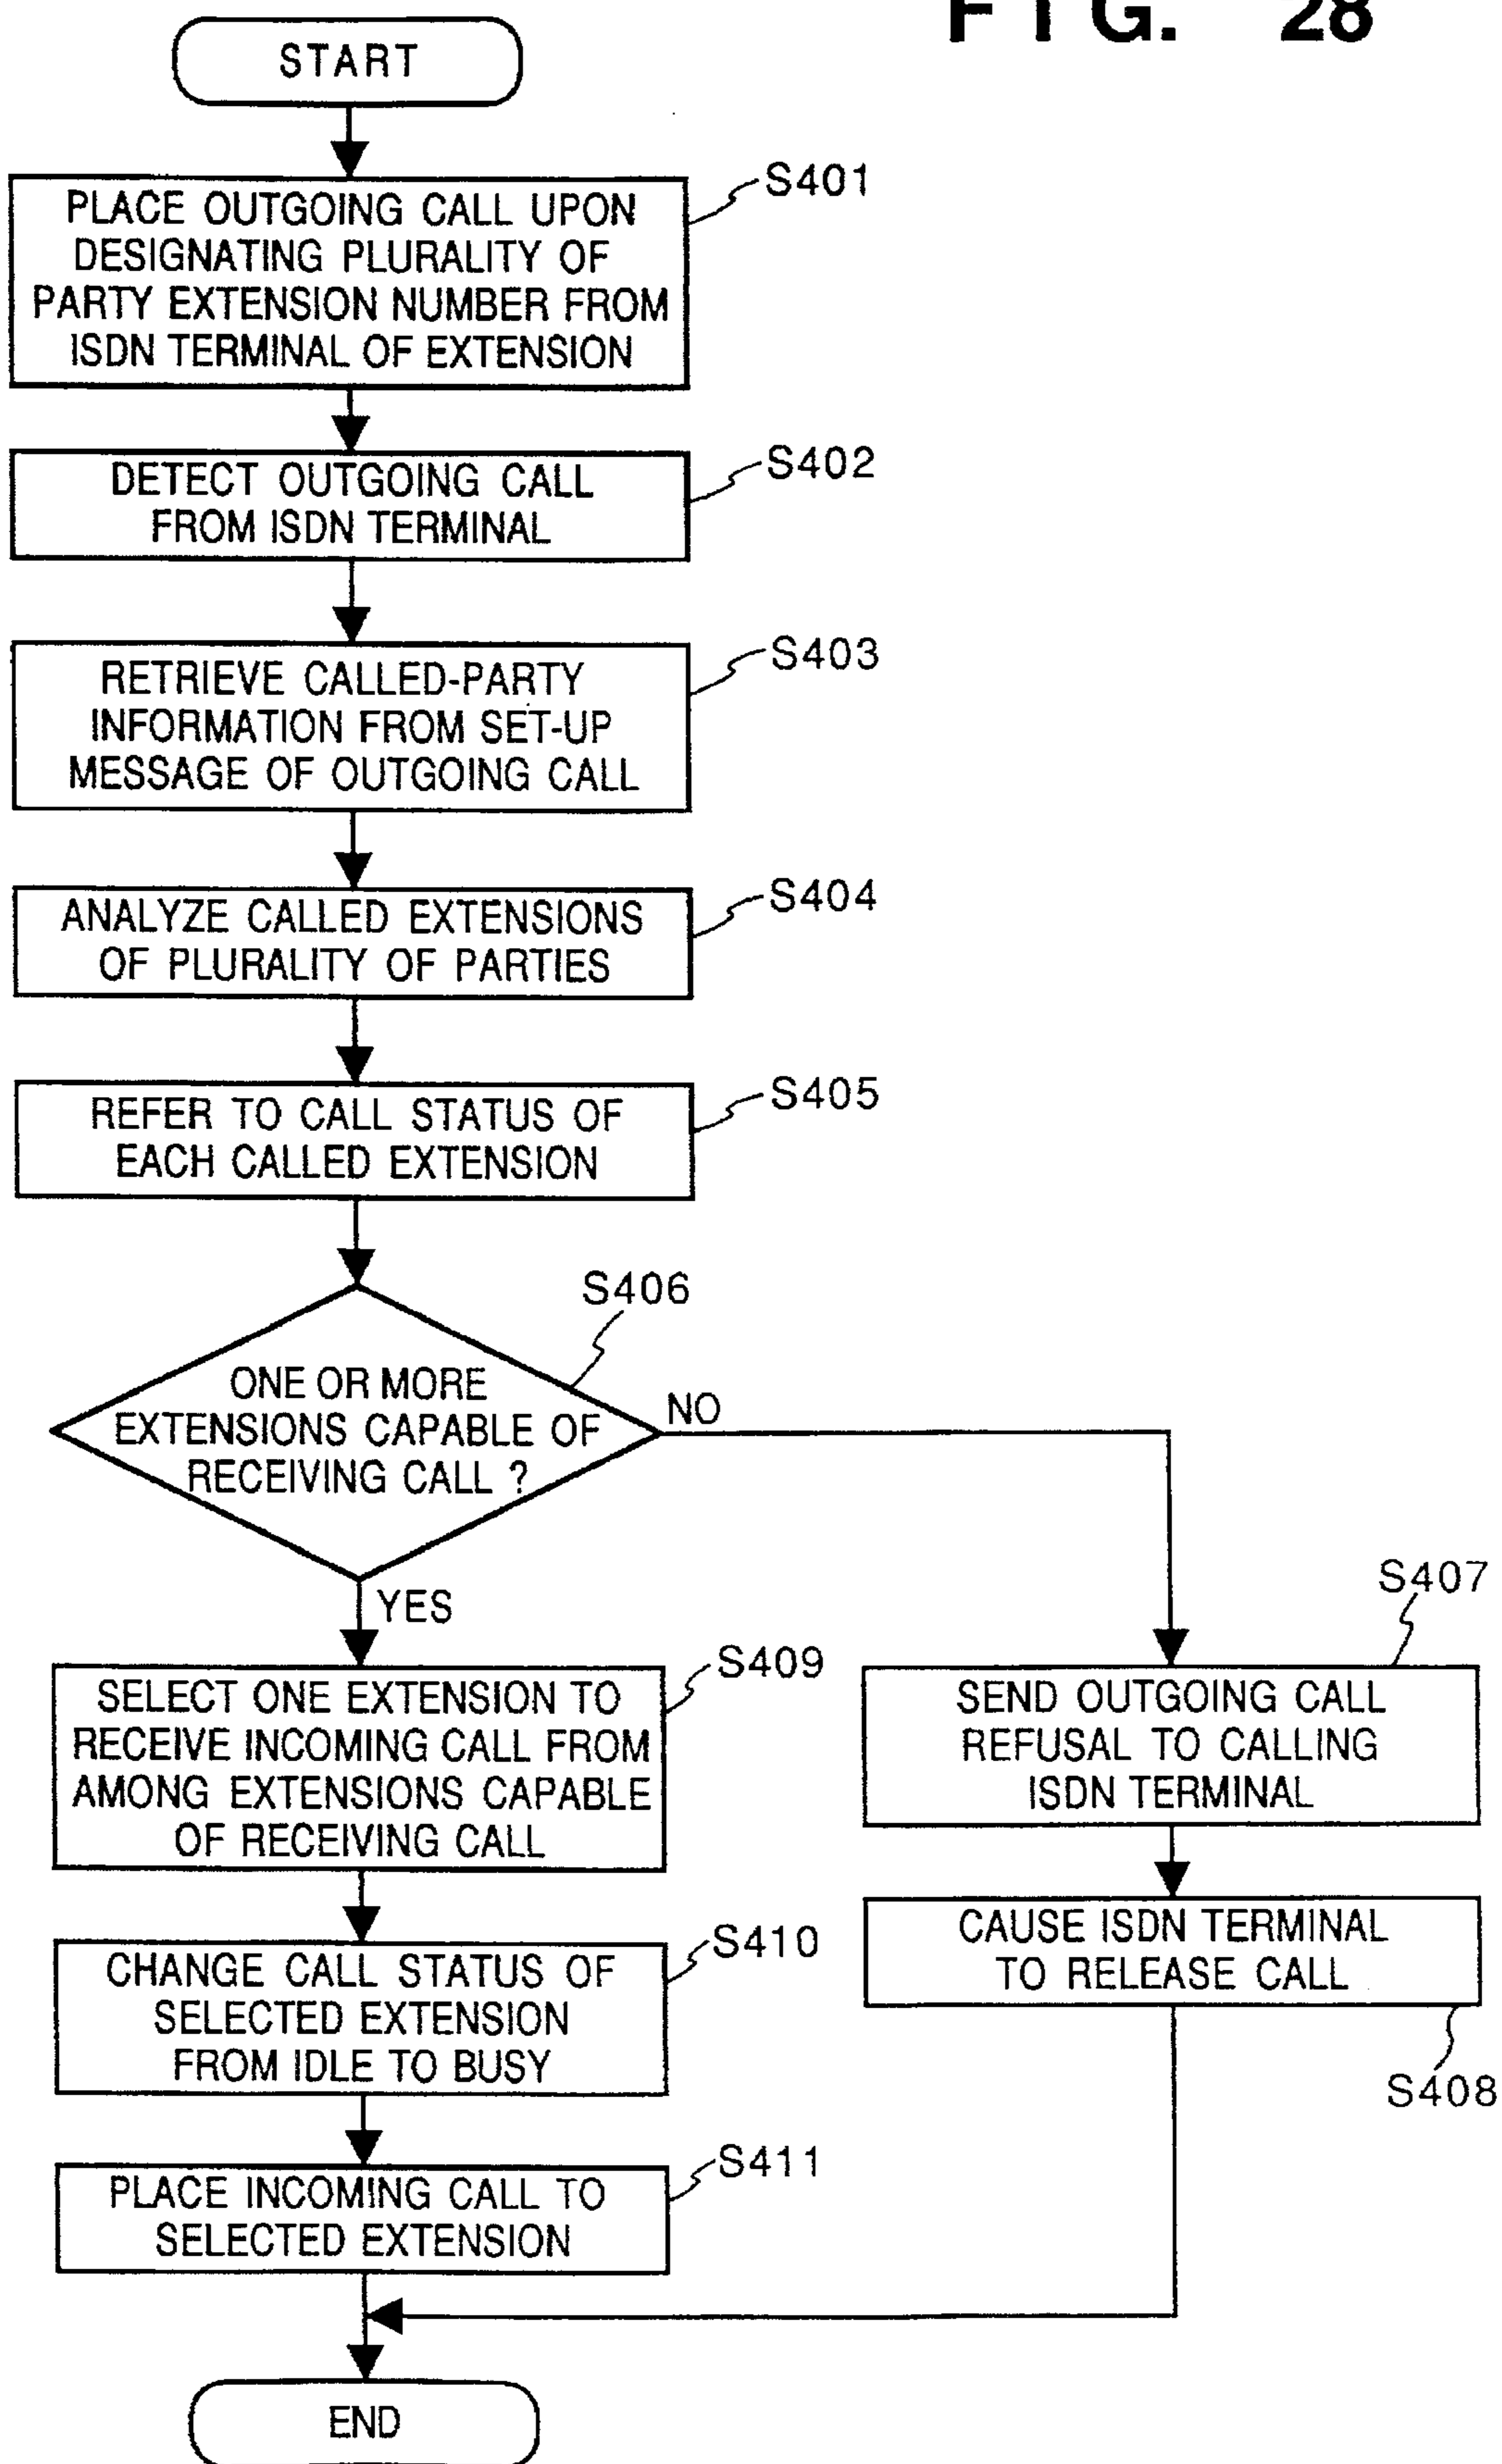 FIG. 28
START
S401
PLACE OUTGOING CALL UPON
DESIGNATING PLURALITY OF
PARTY EXTENSION NUMBER FROM
ISDN TERMINAL OF EXTENSION
S402
DETECT OUTGOING CALL
FROM ISDN TERMINAL
S403
RETRIEVE CALLED-PARTY
INFORMATION FROM SET-UP
MESSAGE OF OUTGOING CALL
S404
ANALYZE CALLED EXTENSIONS
OF PLURALITY OF PARTIES
S405
REFER TO CALL STATUS OF
EACH CALLED EXTENSION
S406
ONE OR MORE
EXTENSIONS CAPABLE OF
RECEIVING CALL ?
NO
YES
S409
SELECT ONE EXTENSION TO
RECEIVE INCOMING CALL FROM
AMONG EXTENSIONS CAPABLE
OF RECEIVING CALL
S410
CHANGE CALL STATUS OF
SELECTED EXTENSION
FROM IDLE TO BUSY
S411
PLACE INCOMING CALL TO
SELECTED EXTENSION
S407
SEND OUTGOING CALL
REFUSAL TO CALLING
ISDN TERMINAL
CAUSE ISDN TERMINAL
TO RELEASE CALL
S408
END